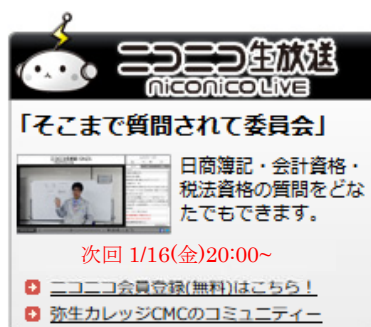 ニコニコ生放送
niconico LIVE
「そこまで質問されて委員会」
日商簿記・会計資格・
税法資格の質問をどな
たでもできます。
次回 1/16(金)20:00~
ニコニコ会員登録(無料)はこちら！
弥生カレッジCMCのコミュニティー